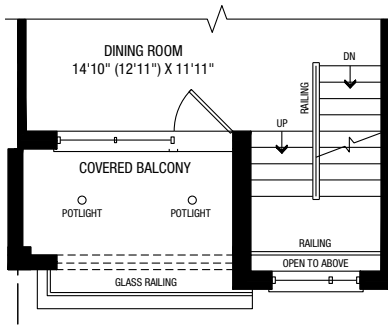 DINING ROOM
14'10" (12'11") X 11'11"
DN
RAILING
UP
COVERED BALCONY
POTLIGHT
POTLIGHT
RAILING
OPEN TO ABOVE
GLASS RAILING